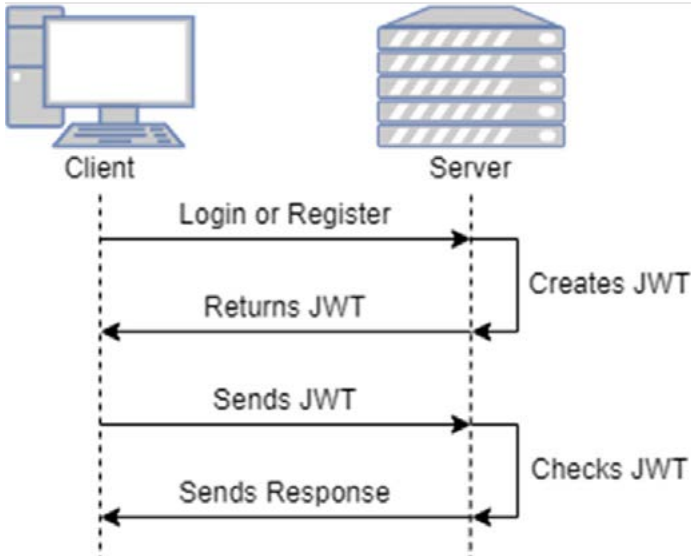 Client
Server
Login or Register
Creates JWT
Returns JWT
Sends JWT
Checks JWT
Sends Response